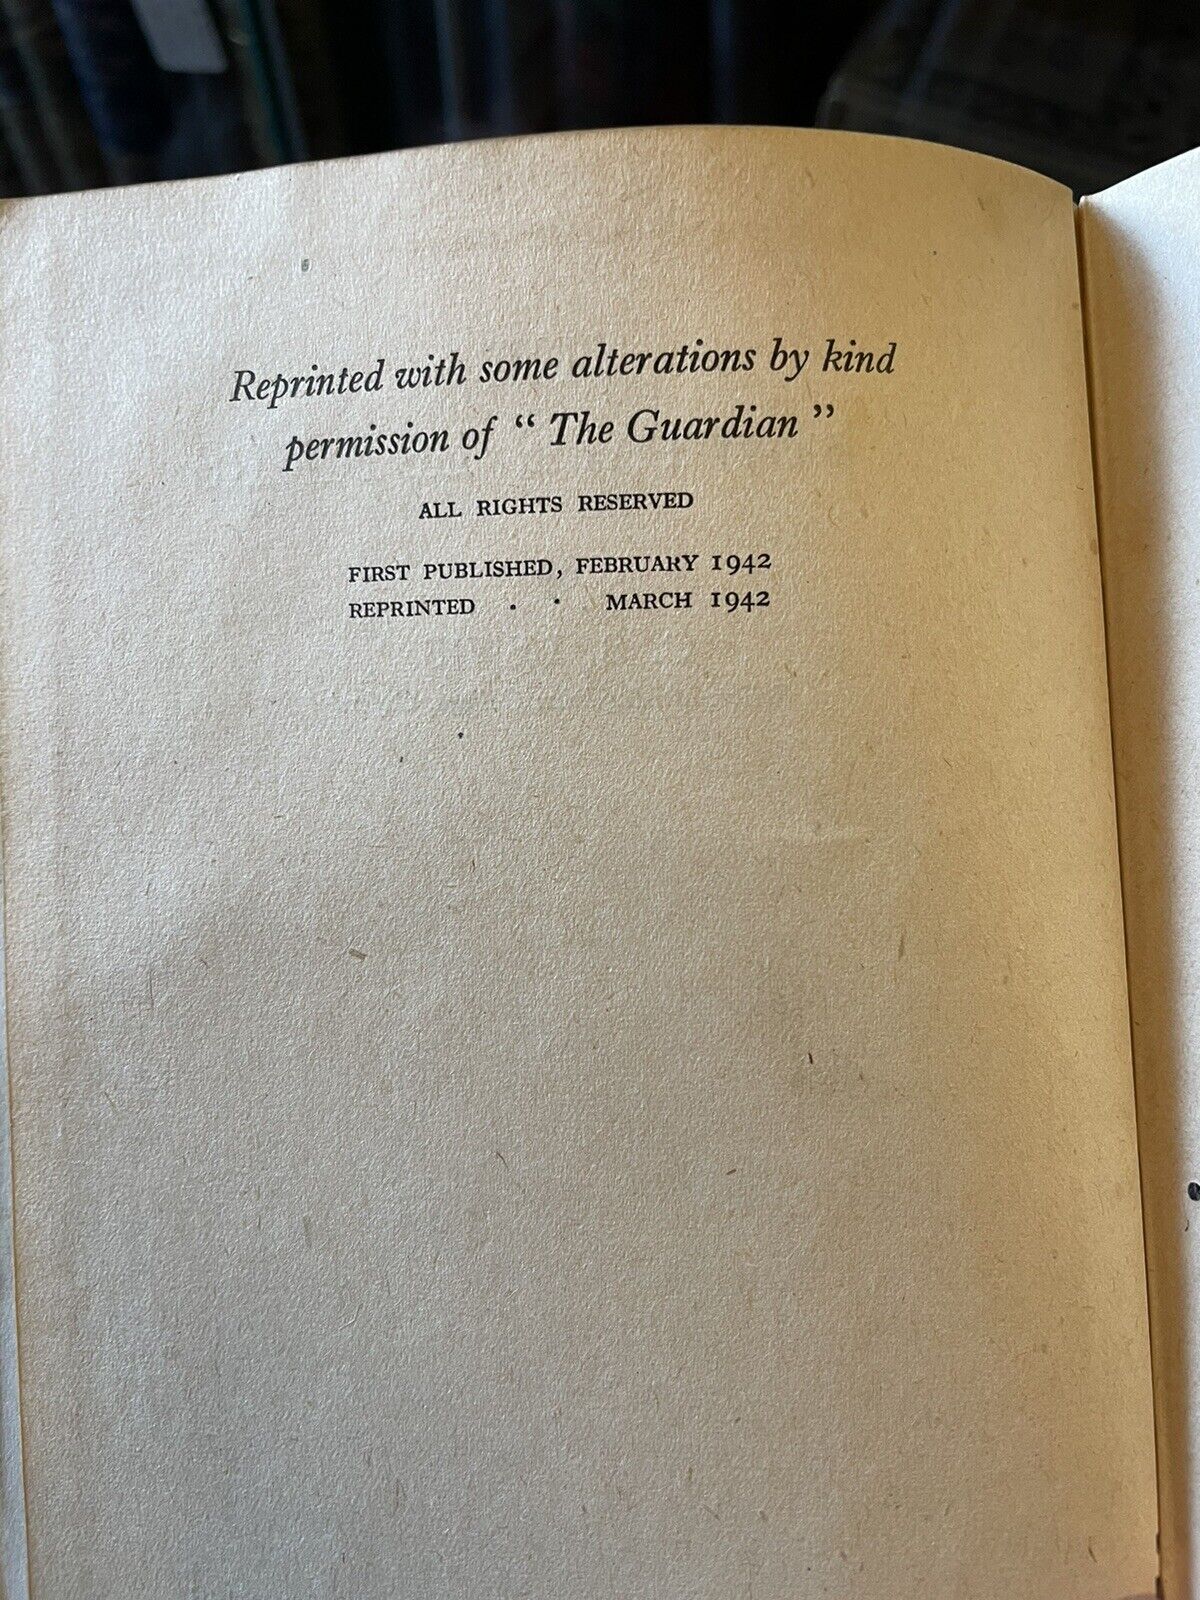 Reprinted with some alterations by kind
permission of “ The Guardian ”
ALL RIGHTS RESERVED
FIRST PUBLISHED, FEBRUARY 1942
REPRINTED . . MARCH 1942